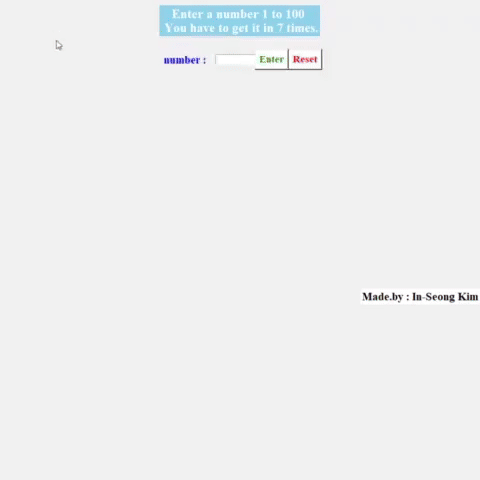 Enter a number 1 to 100
You have to get it in 7 times.
number : Enter Reset
Made.by : In-Seong Kim